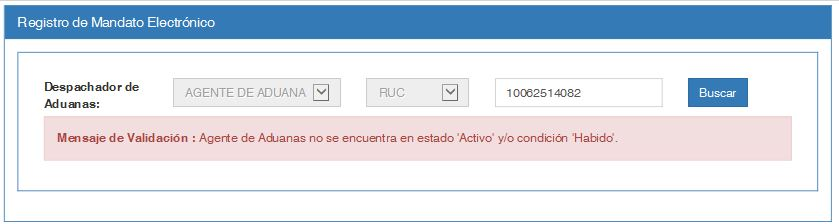 Registro de Mandato Electrónico
Despachador de
Aduanas:
AGENTE DE ADUANA
RUC
10062514082
Buscar
Mensaje de Validación : Agente de Aduanas no se encuentra en estado 'Activo' y/o condición 'Habido'.